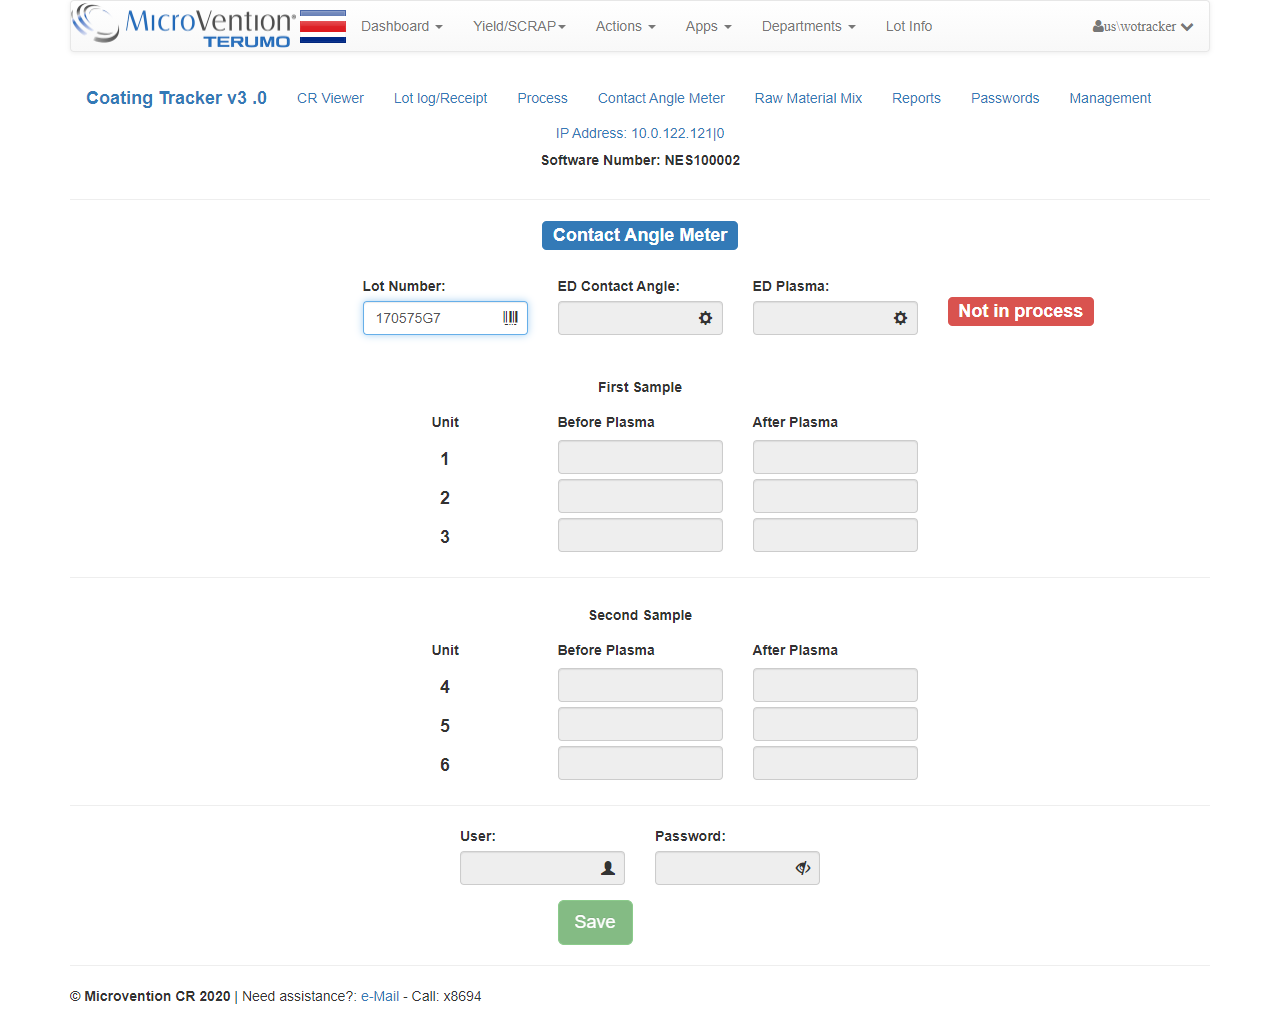 MicroVention®
TERUMO
Dashboard Yield/SCRAP Actions Apps Departments Lot Info us\wotracker
Coating Tracker v3 .0 CR Viewer Lot log/Receipt Process Contact Angle Meter Raw Material Mix Reports Passwords Management
IP Address: 10.0.122.121|0
Software Number: NES100002
Contact Angle Meter
Lot Number: ED Contact Angle: ED Plasma:
170575G7 Not in process
First Sample
Unit Before Plasma After Plasma
1
2
3
Second Sample
Unit Before Plasma After Plasma
4
5
6
User: Password:
Save
© Microvention CR 2020 | Need assistance?: e-Mail - Call: x8694